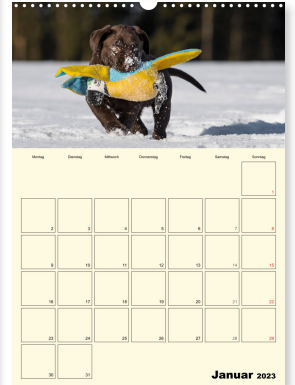 Montag Dienstag Mittwoch Donnerstag Freitag Samstag Sonntag
1
2 3 4 5 6 7 8
9 10 11 12 13 14 15
16 17 18 19 20 21 22
23 24 25 26 27 28 29
30 31
Januar 2023